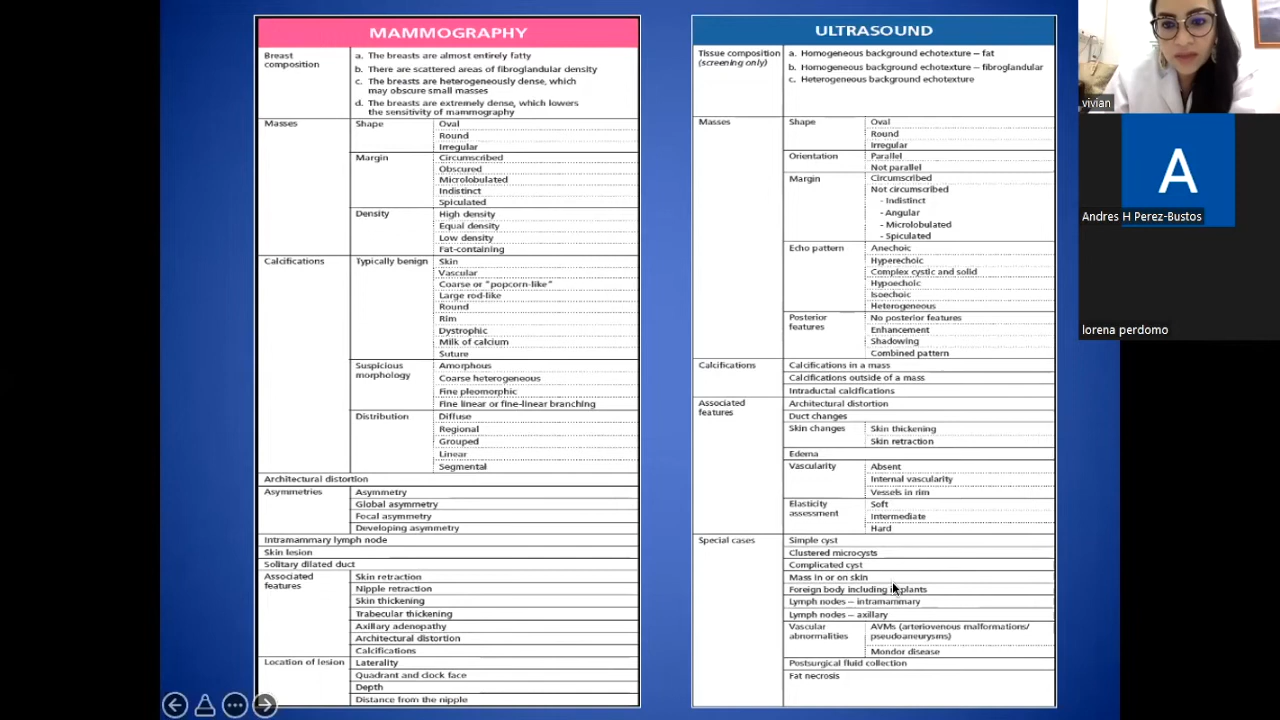 MAMMOGRAPHY
Breast composition
a. The breasts are almost entirely fatty
b. There are scattered areas of fibroglandular density
c. The breasts are heterogeneously dense, which
may obscure small masses
d. The breasts are extremely dense, which lowers
the sensitivity of mammography
Masses
Shape
Oval
Round
Irregular
Margin
Circumscribed
Obscured
Microlobulated
Indistinct
Spiculated
Density
High density
Equal density
Low density
Fat-containing
Calcifications
Typically benign
Skin
Vascular
Coarse or "popcorn-like"
Large rod-like
Round
Rim
Dystrophic
Milk of calcium
Suture
Suspicious
morphology
Amorphous
Coarse heterogeneous
Fine pleomorphic
Fine linear or fine-linear branching
Distribution
Diffuse
Regional
Grouped
Linear
Segmental
Architectural distortion
Asymmetries
Asymmetry
Global asymmetry
Focal asymmetry
Developing asymmetry
Intramammary lymph node
Skin lesion
Solitary dilated duct
Associated
features
Skin retraction
Nipple retraction
Skin thickening
Trabecular thickening
Axillary adenopathy
Architectural distortion
Calcifications
Location of lesion
Laterality
Quadrant and clock face
Depth
Distance from the nipple
ULTRASOUND
Tissue composition
(screening only)
a. Homogeneous background echotexture – fat
b. Homogeneous background echotexture – fibroglandular
c. Heterogeneous background echotexture
Masses
Shape
Oval
Round
Irregular
Orientation
Parallel
Not parallel
Margin
Circumscribed
Not circumscribed
- Indistinct
- Angular
- Microlobulated
- Spiculated
Echo pattern
Anechoic
Hyperechoic
Complex cystic and solid
Hypoechoic
Isoechoic
Heterogeneous
Posterior
features
No posterior features
Enhancement
Shadowing
Combined pattern
Calcifications
Calcifications in a mass
Calcifications outside of a mass
Intraductal calcifications
Associated
features
Architectural distortion
Duct changes
Skin changes
Skin thickening
Skin retraction
Edema
Vascularity
Absent
Internal vascularity
Vessels in rim
Elasticity
assessment
Soft
Intermediate
Hard
Special cases
Simple cyst
Clustered microcysts
Complicated cyst
Mass in or on skin
Foreign body including implants
Lymph nodes – intramammary
Lymph nodes – axillary
Vascular
abnormalities
AVMs (arteriovenous malformations/
pseudoaneurysms)
Mondor disease
Postsurgical fluid collection
Fat necrosis
vivian
A
Andres H Perez-Bustos
lorena perdomo